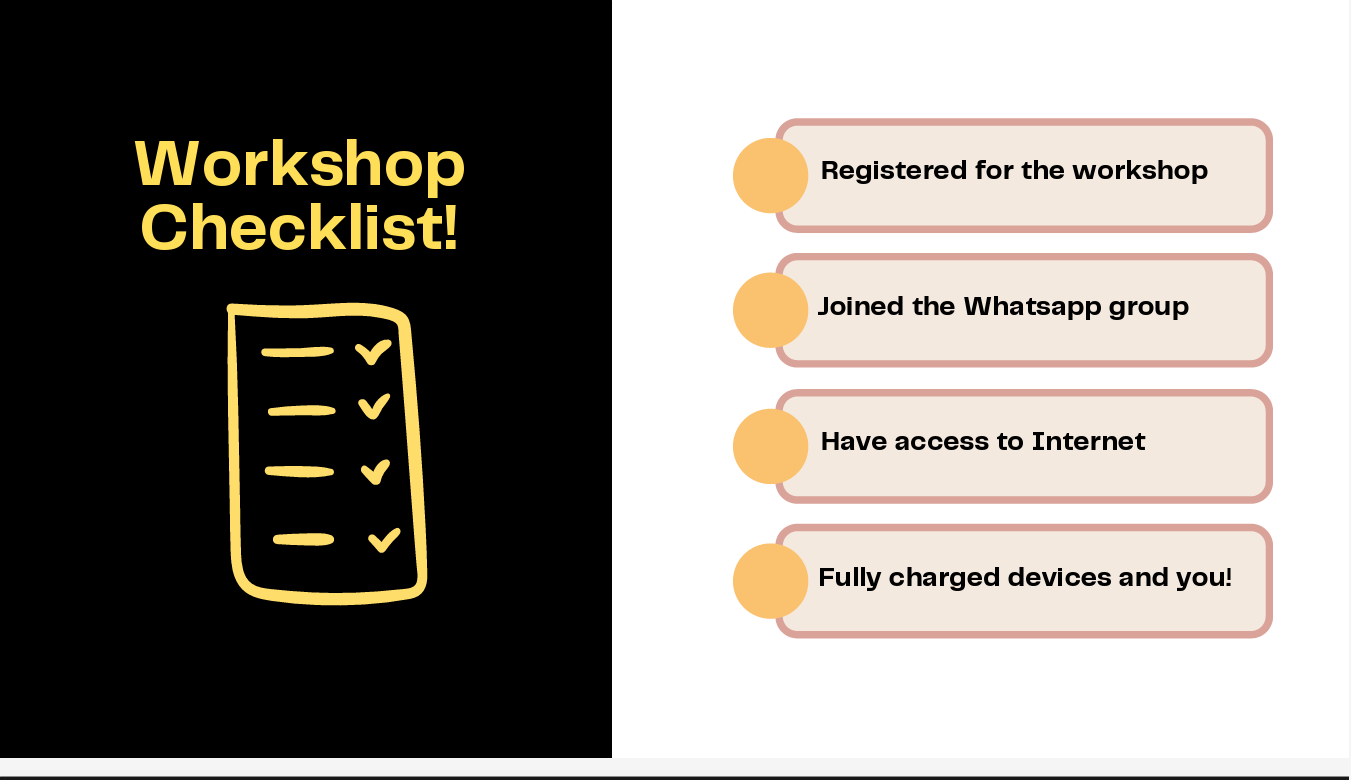 Workshop
Checklist!
Registered for the workshop
Joined the Whatsapp group
Have access to Internet
Fully charged devices and you!